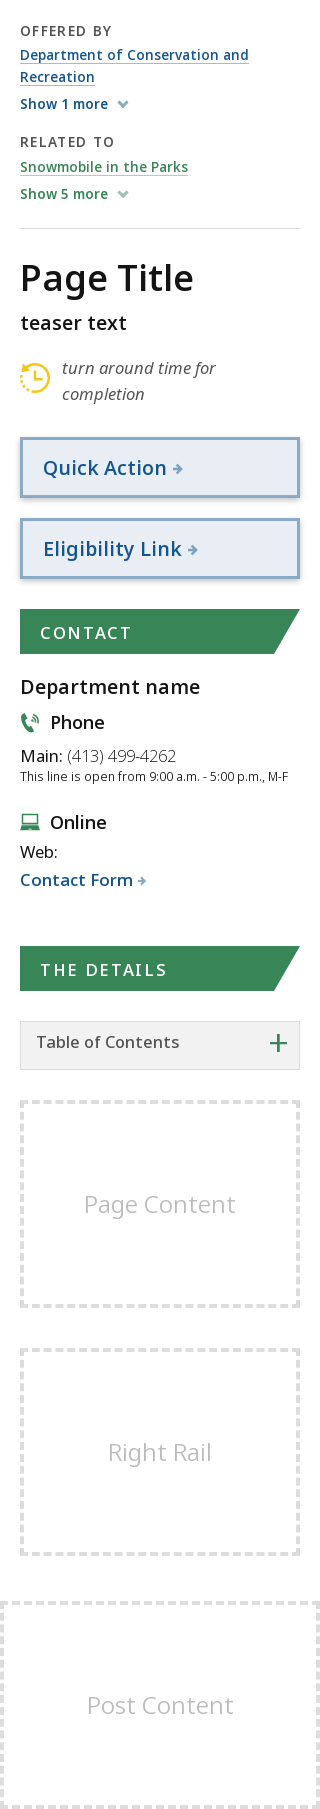 OFFERED BY
Department of Conservation and
Recreation
Show 1 more
RELATED TO
Snowmobile in the Parks
Show 5 more
Page Title
teaser text
turn around time for
completion
Quick Action
Eligibility Link
CONTACT
Department name
Phone
Main: (413) 499-4262
This line is open from 9:00 a.m. - 5:00 p.m., M-F
Online
Web:
Contact Form
THE DETAILS
Table of Contents
Page Content
Right Rail
Post Content